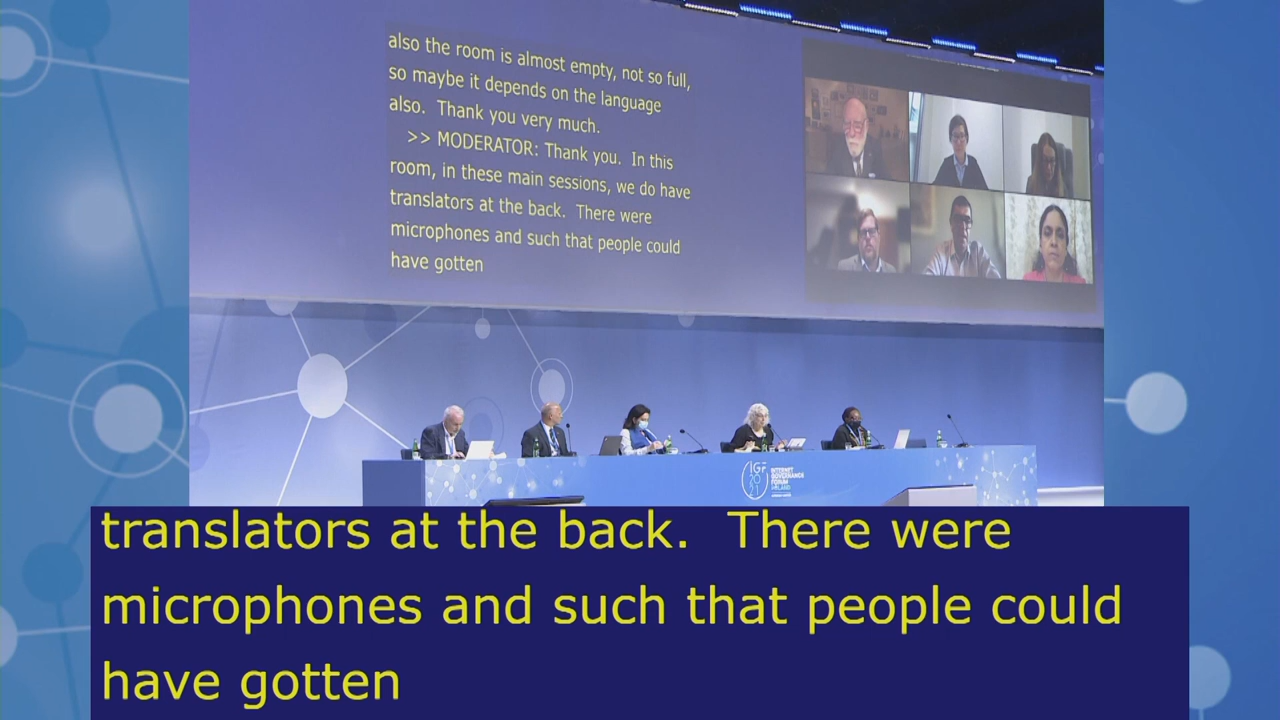 also the room is almost empty, not so full,
so maybe it depends on the language
also.  Thank you very much.
>> MODERATOR: Thank you.  In this
room, in these main sessions, we do have
translators at the back.  There were
microphones and such that people could
have gotten
IGF
20
21
INTERNET
GOVERNANCE
FORUM
POLAND
translators at the back.  There were
microphones and such that people could
have gotten